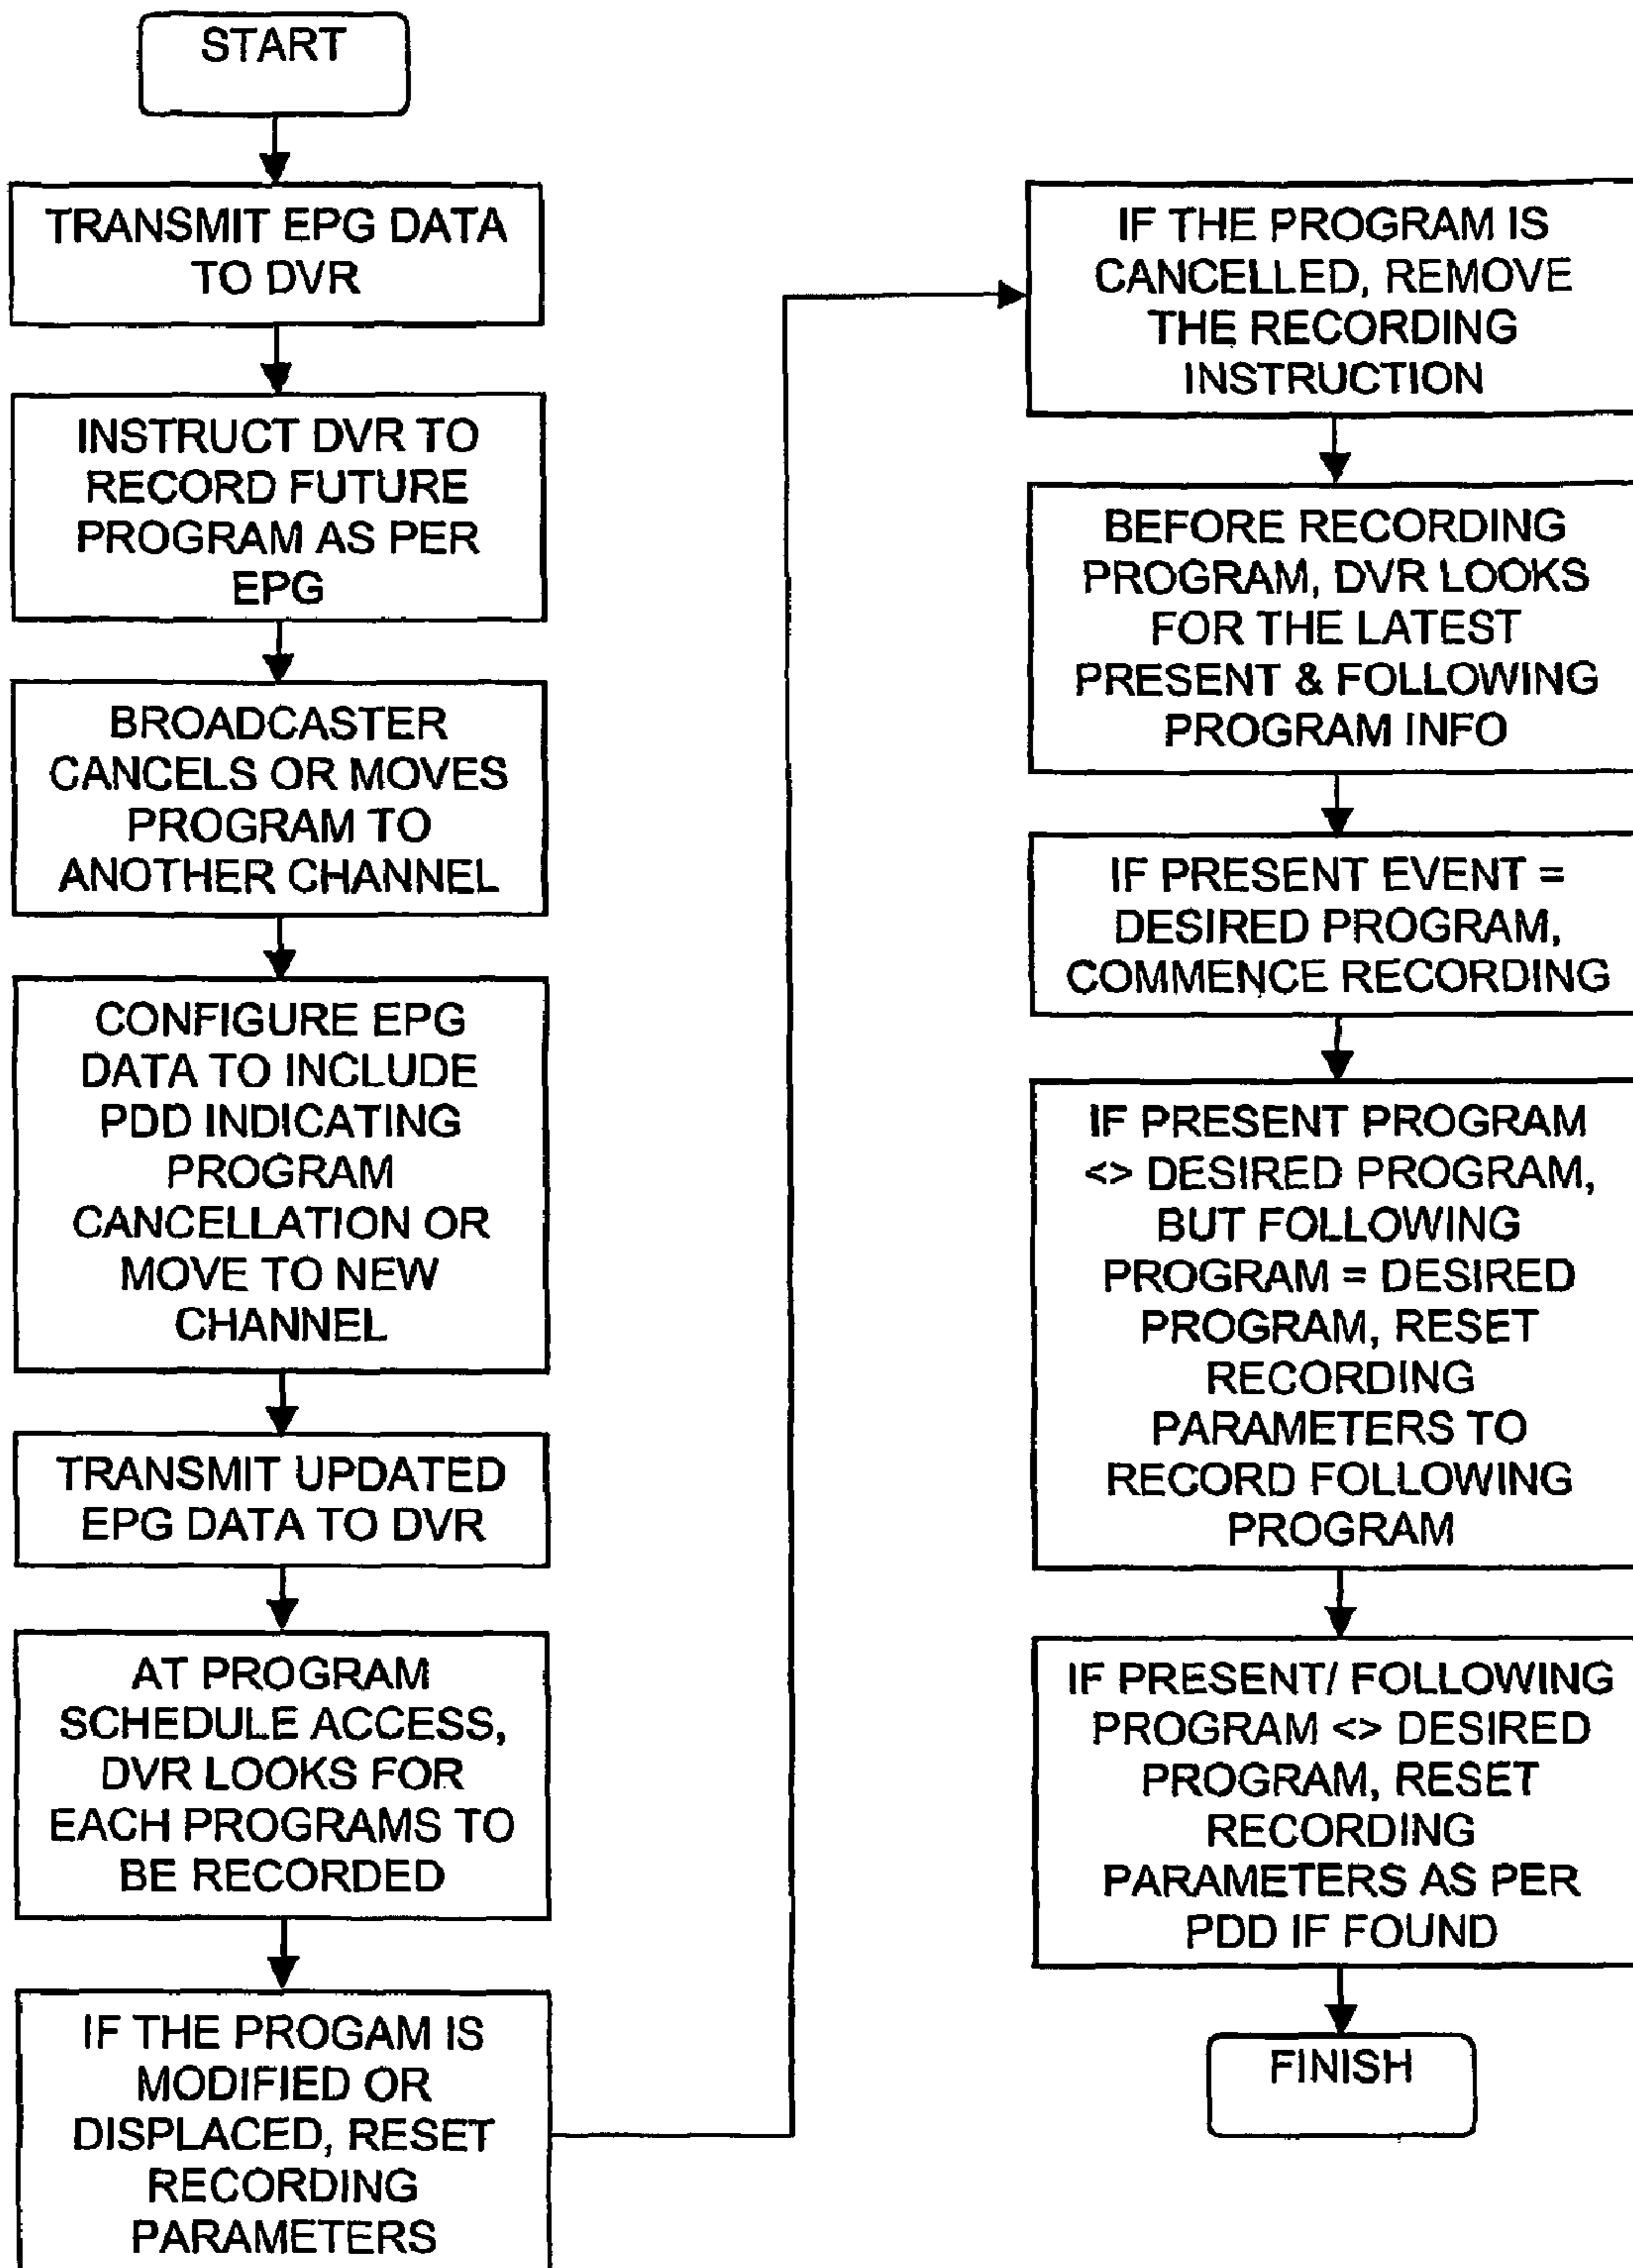 START
TRANSMIT EPG DATA
TO DVR
INSTRUCT DVR TO
RECORD FUTURE
PROGRAM AS PER
EPG
BROADCASTER
CANCELS OR MOVES
PROGRAM TO
ANOTHER CHANNEL
CONFIGURE EPG
DATA TO INCLUDE
PDD INDICATING
PROGRAM
CANCELLATION OR
MOVE TO NEW
CHANNEL
TRANSMIT UPDATED
EPG DATA TO DVR
AT PROGRAM
SCHEDULE ACCESS,
DVR LOOKS FOR
EACH PROGRAMS TO
BE RECORDED
IF THE PROGAM IS
MODIFIED OR
DISPLACED, RESET
RECORDING
PARAMETERS
IF THE PROGRAM IS
CANCELLED, REMOVE
THE RECORDING
INSTRUCTION
BEFORE RECORDING
PROGRAM, DVR LOOKS
FOR THE LATEST
PRESENT & FOLLOWING
PROGRAM INFO
IF PRESENT EVENT =
DESIRED PROGRAM,
COMMENCE RECORDING
IF PRESENT PROGRAM
<> DESIRED PROGRAM,
BUT FOLLOWING
PROGRAM = DESIRED
PROGRAM, RESET
RECORDING
PARAMETERS TO
RECORD FOLLOWING
PROGRAM
IF PRESENT/ FOLLOWING
PROGRAM <> DESIRED
PROGRAM, RESET
RECORDING
PARAMETERS AS PER
PDD IF FOUND
FINISH